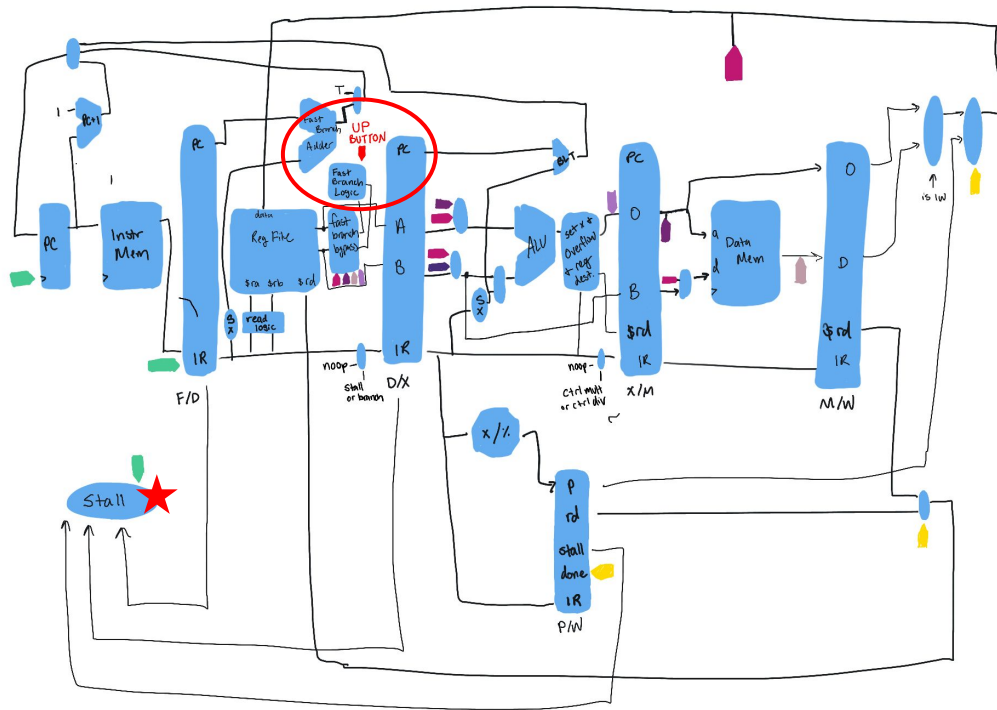 T
1
PC+1
Fast
Branch
Adder
UP
BUTTON
Fast
Branch
Logic
PC
Instr
Mem
PC
IR
F/D
data
Reg File
$ra $rb $rd
fast
branch
bypass
S
x
read
logic
noop
stall
or branch
PC
A
B
IR
D/X
BLT
ALU
set x &
Overflow
& reg
dest.
S
x
noop
ctrl mult
or ctrl div
PC
O
B
$rd
IR
X/M
a
d
Data
Mem
O
D
$rd
IR
M/W
is lw
Stall
x/%
P
rd
stall
done
IR
P/W